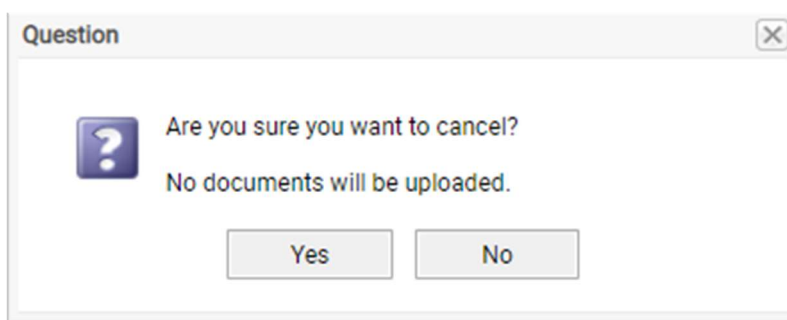 Question
Are you sure you want to cancel?
No documents will be uploaded.
Yes No